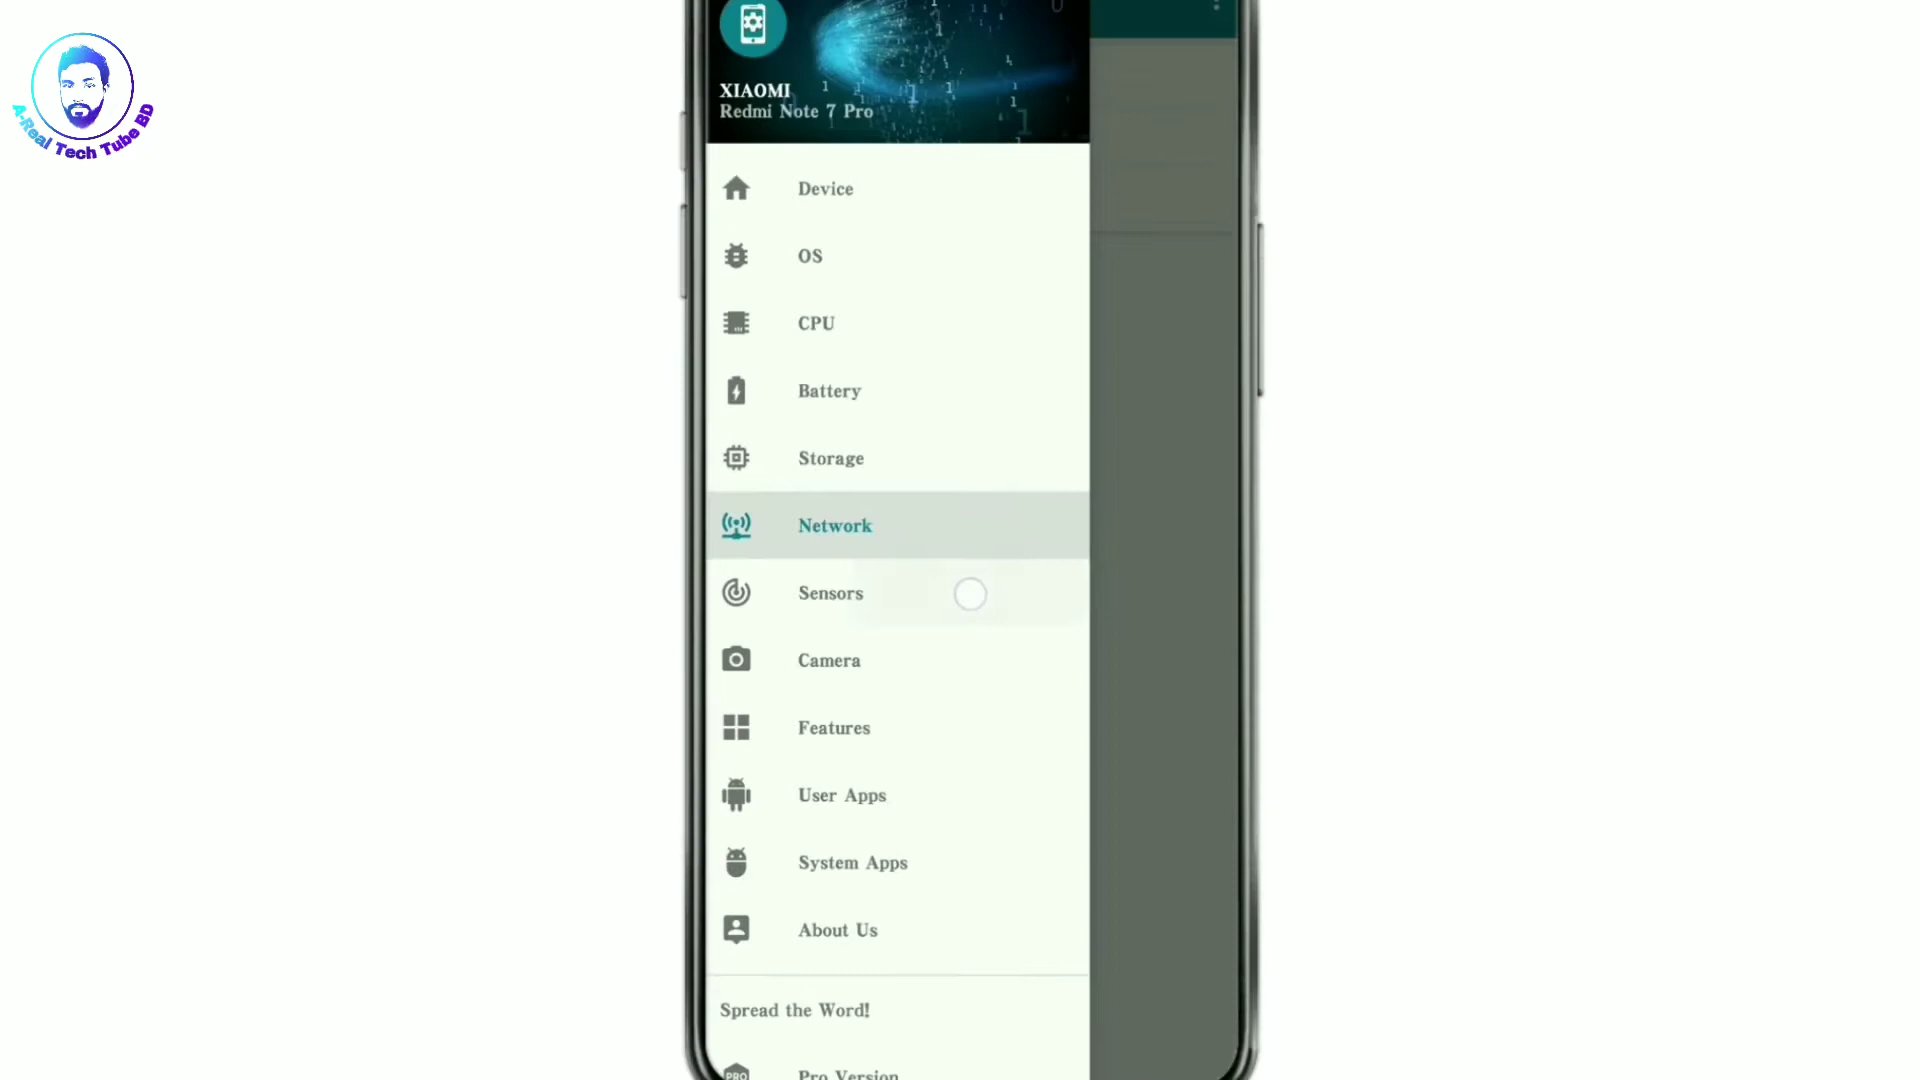 A-Real Tech Tube BD
XIAOMI
Redmi Note 7 Pro
Device
OS
CPU
Battery
Storage
Network
Sensors
Camera
Features
User Apps
System Apps
About Us
Spread the Word!
PRO
Pro Version